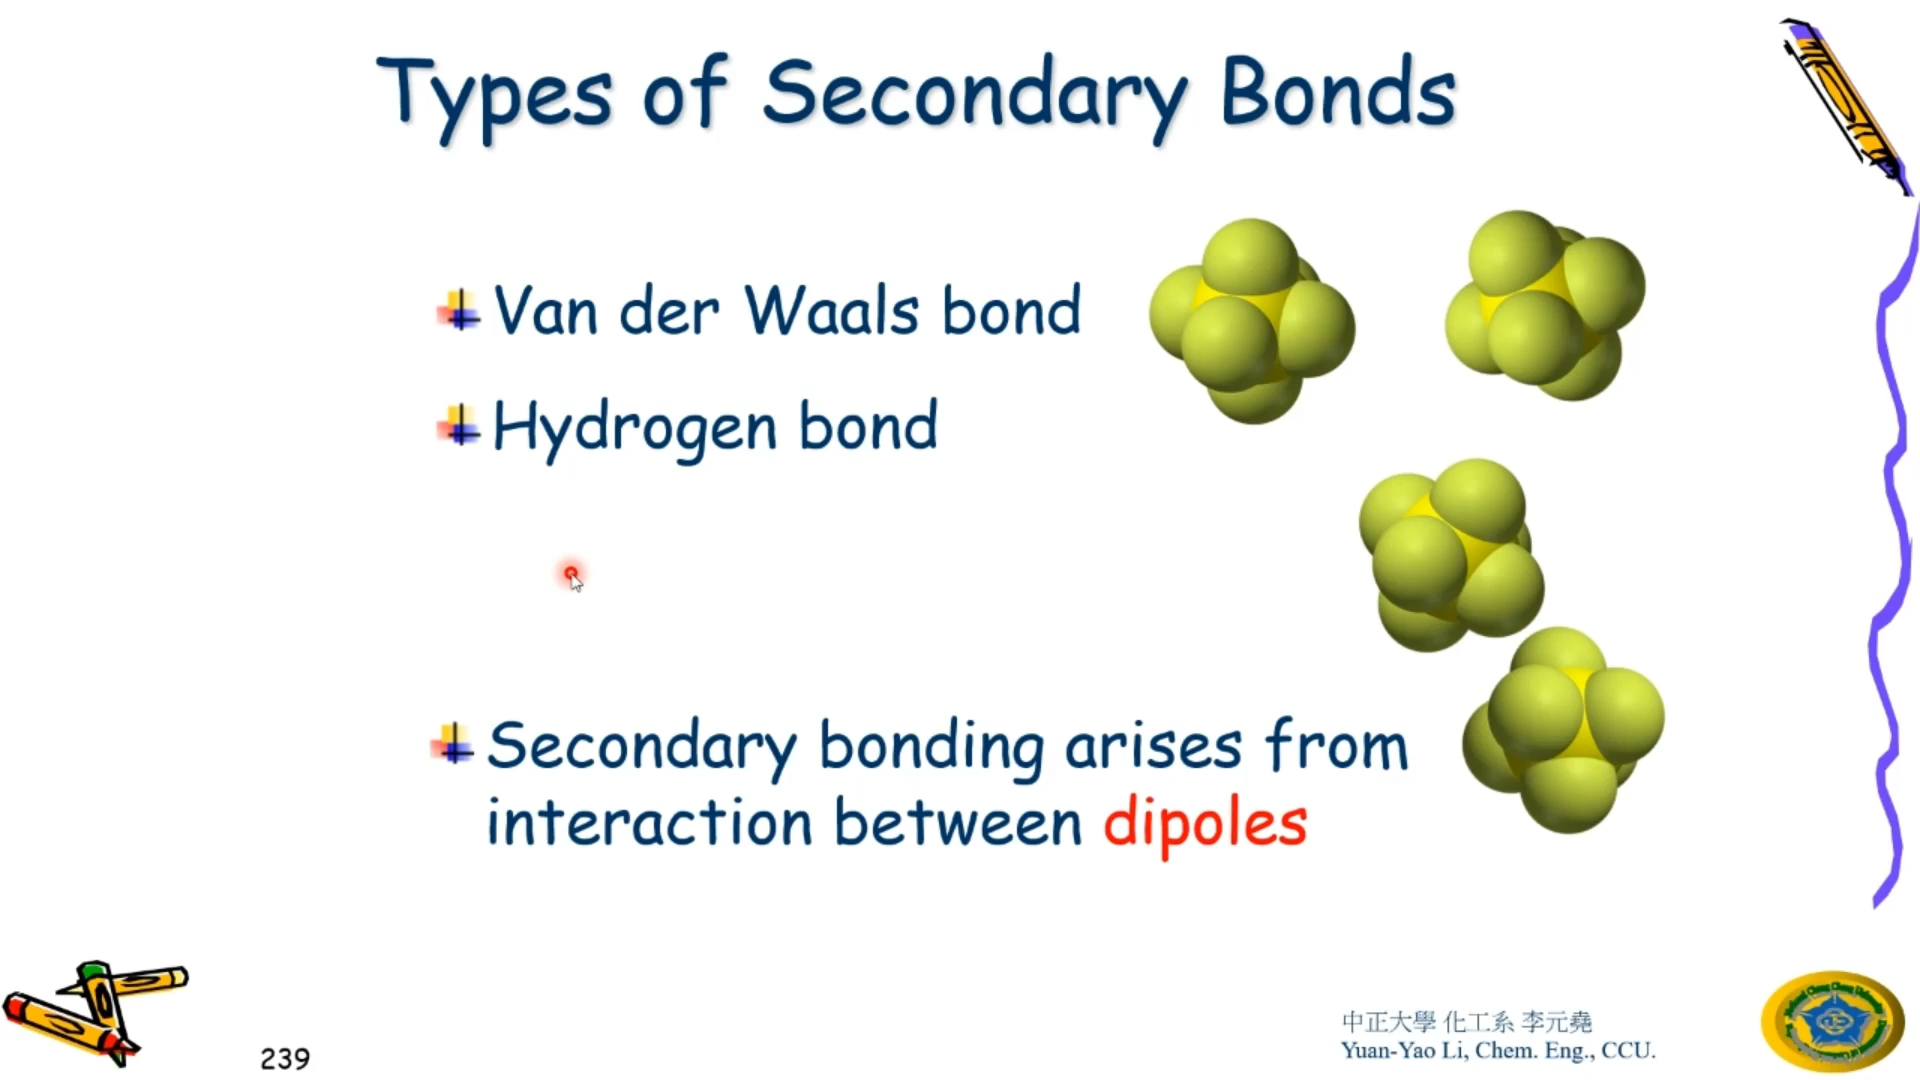 Types of Secondary Bonds
Van der Waals bond
Hydrogen bond
Secondary bonding arises from
interaction between dipoles
239
中正大學 化工系 李元堯
Yuan-Yao Li, Chem. Eng., CCU.